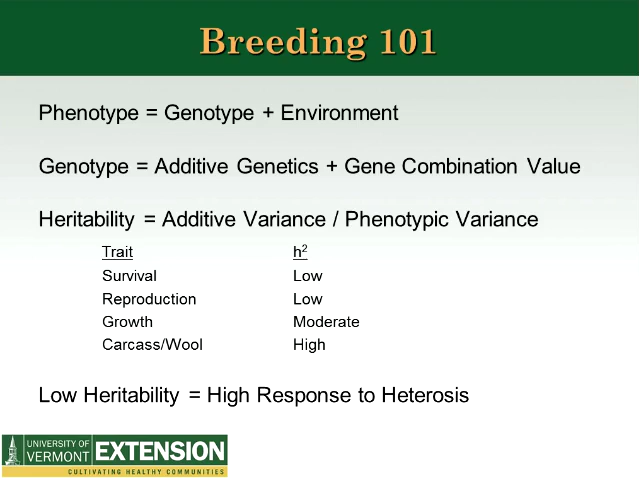 Breeding 101
Phenotype = Genotype + Environment
Genotype = Additive Genetics + Gene Combination Value
Heritability = Additive Variance / Phenotypic Variance
Trait h²
Survival Low
Reproduction Low
Growth Moderate
Carcass/Wool High
Low Heritability = High Response to Heterosis
UNIVERSITY OF VERMONT EXTENSION
CULTIVATING HEALTHY COMMUNITIES